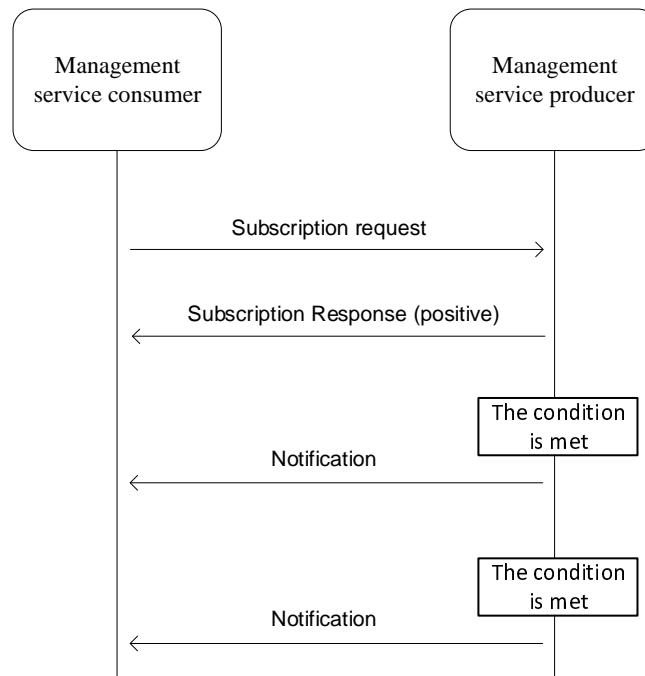 Management
service consumer
Management
service producer
Subscription request
Subscription Response (positive)
The condition
is met
Notification
The condition
is met
Notification